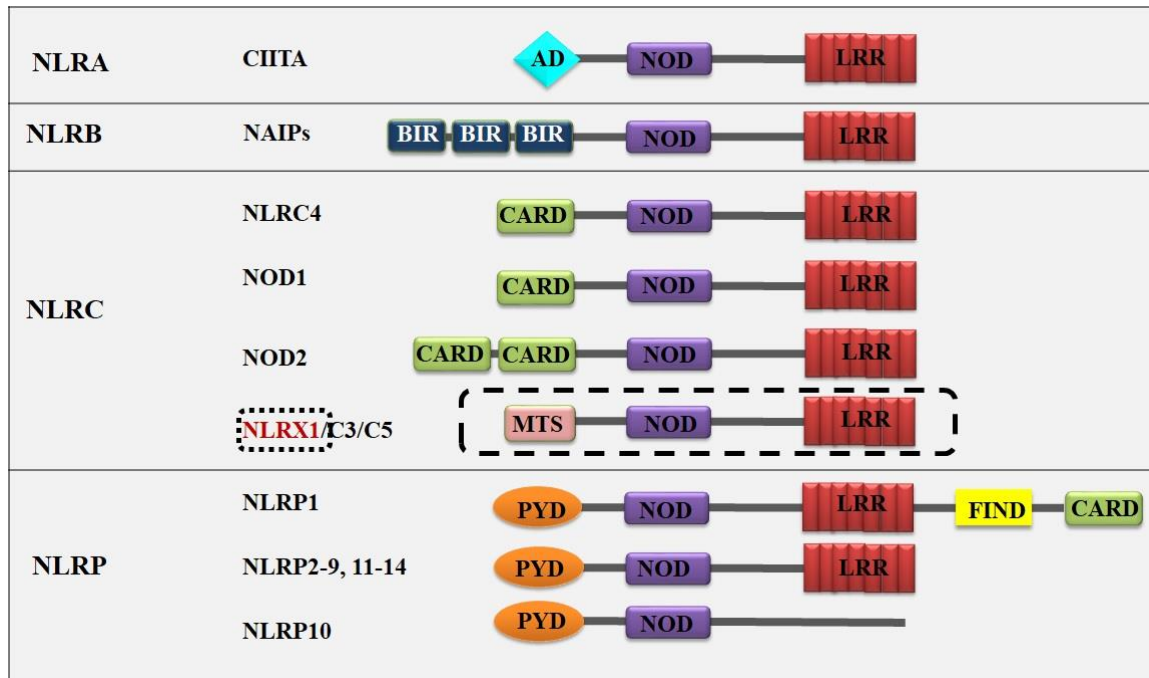 NLRA CIITA AD NOD LRR
NLRB NAIPs BIR BIR BIR NOD LRR
NLRC
NLRC4 CARD NOD LRR
NOD1 CARD NOD LRR
NOD2 CARD CARD NOD LRR
NLRX1/C3/C5 MTS NOD LRR
NLRP
NLRP1 PYD NOD LRR FIND CARD
NLRP2-9, 11-14 PYD NOD LRR
NLRP10 PYD NOD